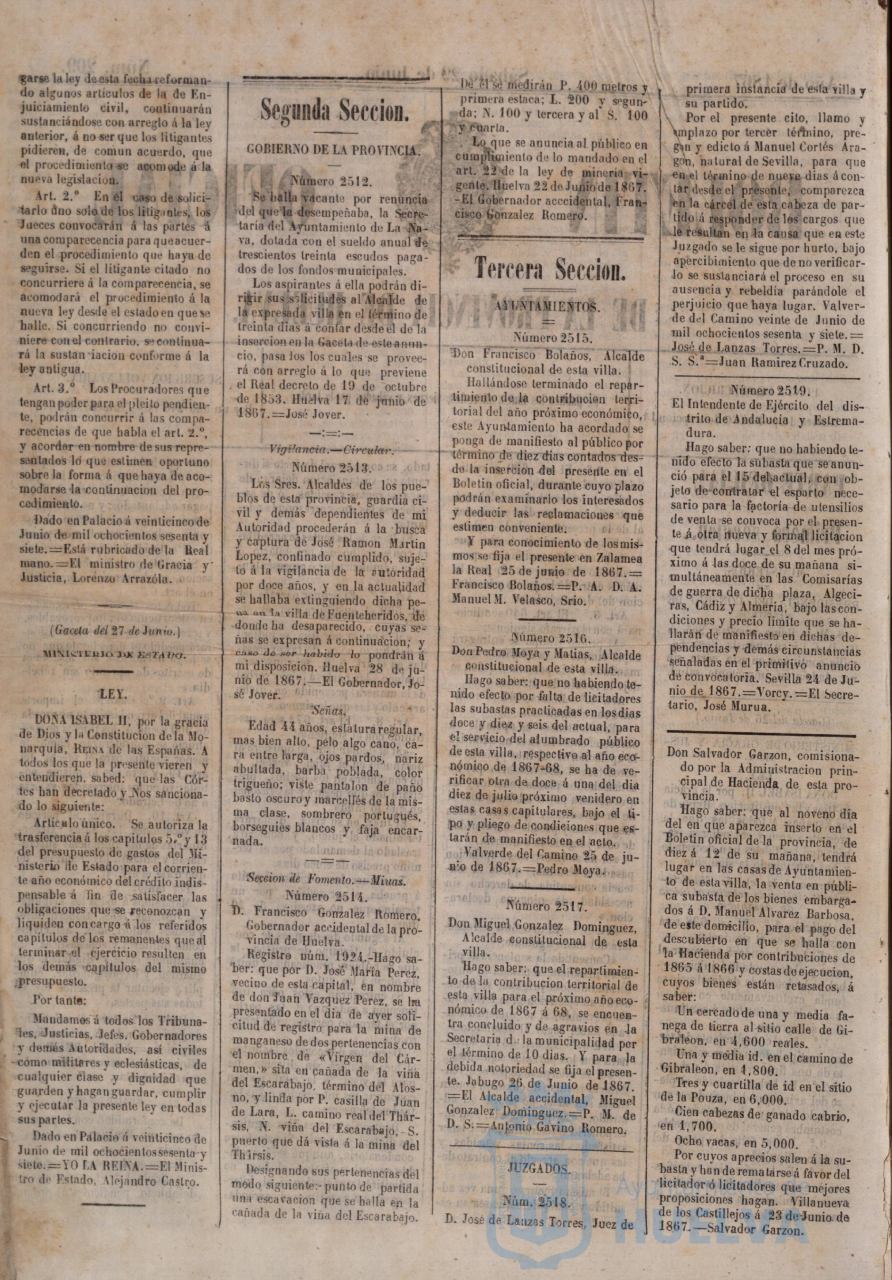 garse la ley de esta fecha reforman-
do algunos artículos de la de En-
juiciamiento civil, continuarán
sustanciándose con arreglo á la ley
anterior, á no ser que los litigantes
pidieren, de comun acuerdo, que
el procedimiento se acomode á la
nueva legislacion.
Art. 2.º En el caso de solici-
tarlo uno solo de los litigantes, los
Jueces convocarán á las partes á
una comparecencia para que acuer-
den el procedimiento que haya de
seguirse. Si el litigante citado no
concurriere á la comparecencia, se
acomodará el procedimiento á la
nueva ley desde el estado en que se
halle. Si concurriendo no convi-
niere con el contrario, se continua-
rá la sustan iacion conforme á la
ley antigua.
Art. 3.º Los Procuradores que
tengan poder para el pleito pendien-
te, podrán concurrir á las compa-
recencias de que habla el art. 2.º,
y acordar en nombre de sus repre-
sentados lo que estimen oportuno
sobre la forma á que haya de aco-
modarse la continuacion del pro-
cedimiento.
Dado en Palacio á veinticinco de
Junio de mil ochocientos sesenta y
siete.=Está rubricado de la Real
mano.=El ministro de Gracia y
Justicia, Lorenzo Arrazóla.
(Gaceta del 27 de Junio.)
MINISTERIO DE ESTADO.
LEY.
DOÑA ISABEL II, por la gracia
de Dios y la Constitucion de la Mo-
narquía, REINA de las Españas. A
todos los que la presente vieren y
entendieren, sabed: que las Cór-
tes han decretado y Nos sanciona-
do lo siguiente:
Artículo único. Se autoriza la
trasferencia á los capítulos 5.º y 13
del presupuesto de gastos del Mi-
nisterio de Estado para el corrien-
te año económico del crédito indis-
pensable á fin de satisfacer las
obligaciones que se reconozcan y
liquiden con cargo á los referidos
capítulos de los remanentes que al
terminar el ejercicio resulten en
los demás capítulos del mismo
presupuesto.
Por tanto:
Mandamos á todos los Tribuna-
les, Justicias, Jefes, Gobernadores
y demás Autoridades, así civiles
como militares y eclesiásticas, de
cualquier clase y dignidad que
guarden y hagan guardar, cumplir
y ejecutar la presente ley en todas
sus partes.
Dado en Palacio á veinticinco de
Junio de mil ochocientos sesenta y
siete.=YO LA REINA.=El Minis-
tro de Estado, Alejandro Castro.
Segunda Seccion.
GOBIERNO DE LA PROVINCIA.
Número 2512.
Se halla vacante por renuncia
del que la desempeñaba, la Secre-
taría del Ayuntamiento de La Na-
va, dotada con el sueldo anual de
trescientos treinta escudos paga-
dos de los fondos municipales.
Los aspirantes á ella podrán di-
rigir sus solicitudes al Alcalde de
la expresada villa en el término de
treinta dias á contar desde el de la
insercion en la Gaceta de este anun-
cio, pasa los los cuales se provee-
rá con arreglo á lo que previene
el Real decreto de 19 de octubre
de 1853. Huelva 17 de junio de
1867.=José Jover.
Vigilancia.—Circular.
Número 2513.
Los Sres. Alcaldes de los pue-
blos de esta provincia, guardia ci-
vil y demás dependientes de mi
Autoridad procederán á la busca
y captura de José Ramon Martin
Lopez, confinado cumplido, suje-
to á la vigilancia de la autoridad
por doce años, y en la actualidad
se hallaba extinguiendo dicha pe-
na en la villa de Fuenteheridos, de
donde ha desaparecido, cuyas se-
ñas se expresan á continuacion; y
caso de ser habido lo pondrán á
mi disposicion. Huelva 28 de ju-
nio de 1867.—El Gobernador, Jo-
sé Jover.
Señas.
Edad 44 años, estatura regular,
mas bien alto, pelo algo cano, ca-
ra entre larga, ojos pardos, nariz
abultada, barba poblada, color
trigueño; viste pantalon de paño
basto oscuro y marcellés de la mis-
ma clase, sombrero portugués,
borseguies blancos y faja encar-
nada.
Seccion de Fomento.—Minas.
Número 2514.
D. Francisco Gonzalez Romero,
Gobernador accidental de la pro-
vincia de Huelva.
Registro núm. 1924.-Hago sa-
ber: que por D. José María Perez,
vecino de esta capital, en nombre
de don Juan Vazquez Perez, se ha
presentado en el dia de ayer soli-
citud de registro para la mina de
manganeso de dos pertenencias con
el nombre de «Virgen del Cár-
men,» sita en cañada de la viña
del Escarabajo, término del Alos-
no, y linda por P. casilla de Juan
de Lara, L. camino real de Thár-
sis, N. viña del Escarabajo, S.
puerto que dá vista á la mina del
Thársis.
Designando sus pertenencias del
modo siguiente:- punto de partida
una escavacion que se halla en la
cañada de la viña del Escarabajo.
De él se medirán P. 400 metros y
primera estaca; L. 200 y segun-
da; N. 100 y tercera y al S. 100
y cuarta.
Lo que se anuncia al público en
cumplimiento de lo mandado en el
art. 22 de la ley de minería vi-
gente. Huelva 22 de Junio de 1867.
-El Gobernador acccidental, Fran-
cisco Gonzalez Romero.
Tercera Seccion.
AYUNTAMIENTOS.
Número 2515.
Don Francisco Bolaños, Alcalde
constitucional de esta villa.
Hallándose terminado el repar-
timiento de la contribucion terri-
torial del año próximo económico,
este Ayuntamiento ha acordado se
ponga de manifiesto al público por
término de diez dias contados des-
de la insercion del presente en el
Boletin oficial, durante cuyo plazo
podrán examinarlo los interesados
y deducir las reclamaciones que
estimen conveniente.
Y para conocimiento de los mis-
mos se fija el presente en Zalamea
la Real 25 de junio de 1867.=
Francisco Bolaños.=P. A. D. A.
Manuel M. Velasco, Srio.
Número 2516.
Don Pedro Moya y Matias, Alcalde
constitucional de esta villa.
Hago saber: que no habiendo te-
nido efecto por falta de licitadores
las subastas practicadas en los dias
doce y diez y seis del actual, para
el servicio del alumbrado público
de esta villa, respectivo al año eco-
nómico de 1867-68, se ha de ve-
rificar otra de doce á una del dia
diez de julio próximo venidero en
estas casas capitulares, bajo el ti-
po y pliego de condiciones que es-
tarán de manifiesto en el acto.
Valverde del Camino 25 de ju-
nio de 1867.=Pedro Moya.
Número 2517.
Don Miguel Gonzalez Dominguez,
Alcalde constitucional de esta
villa.
Hago saber: que el repartimien-
to de la contribucion territorial de
esta villa para el próximo año eco-
nómico de 1867 á 68, se encuen-
tra concluido y de agravios en la
Secretaría de la municipalidad por
el término de 10 dias. Y para la
debida notoriedad se fija el presen-
te. Jabugo 26 de Junio de 1867.
=El Alcalde accidental, Miguel
Gonzalez Dominguez.=P. M. de
D. S.=Antonio Gavino Romero.
JUZGADOS.
Núm. 2518.
D. José de Lanzas Torres, Juez de
primera instancia de esta villa y
su partido.
Por el presente cito, llamo y
emplazo por tercer término, pre-
gon y edicto á Manuel Cortés Ara-
gon, natural de Sevilla, para que
en el término de nueve dias á con-
tar desde el presente, comparezca
en la cárcel de esta cabeza de par-
tido á responder de los cargos que
le resultan en la causa que en este
Juzgado se le sigue por hurto, bajo
apercibimiento que de no verificar-
lo se sustanciará el proceso en su
ausencia y rebeldía parándole el
perjuicio que haya lugar. Valver-
de del Camino veinte de Junio de
mil ochocientos sesenta y siete.=
José de Lanzas Torres.=P. M. D.
S. S.ª=Juan Ramirez Cruzado.
Número 2519.
El Intendente de Ejército del dis-
trito de Andalucía y Estrema-
dura.
Hago saber: que no habiendo te-
nido efecto la subasta que se anun-
ció para el 15 del actual, con ob-
jeto de contratar el esparto nece-
sario para la factoría de utensilios
de venta se convoca por el presen-
te á otra nueva y formal licitacion
que tendrá lugar el 8 del mes pró-
ximo á las doce de su mañana si-
multáneamente en las Comisarías
de guerra de dicha plaza, Algeci-
ras, Cádiz y Almería, bajo las con-
diciones y precio límite que se ha-
llarán de manifiesto en dichas de-
pendencias y demás circunstancias
señaladas en el primitivo anuncio
de convocatoria. Sevilla 24 de Ju-
nio de 1867.=Vorcy.=El Secre-
tario, José Murua.
Don Salvador Garzon, comisiona-
do por la Administracion prin-
cipal de Hacienda de esta pro-
vincia.
Hago saber: que al noveno dia
del en que aparezca inserto en el
Boletin oficial de la provincia, de
diez á 12 de su mañana, tendrá
lugar en las casas de Ayuntamien-
to de esta villa, la venta en públi-
ca subasta de los bienes embarga-
dos á D. Manuel Alvarez Barbosa,
de este domicilio, para el pago del
descubierto en que se halla con
la Hacienda por contribuciones de
1865 á 1866 y costas de ejecucion,
cuyos bienes están retasados, á
saber:
Un cercado de una y media fa-
nega de tierra al sitio calle de Gi-
braleon, en 4,600 reales.
Una y media id. en el camino de
Gibraleon, en 4,800.
Tres y cuartilla de id en el sitio
de la Pouza, en 6,000.
Cien cabezas de ganado cabrio,
en 1,700.
Ocho vacas, en 5,000.
Por cuyos aprecios salen á la su-
basta y han de rematarse á favor del
licitador ó licitadores que mejores
proposiciones hagan. Villanueva
de los Castillejos á 23 de Junio de
1867.—Salvador Garzon.